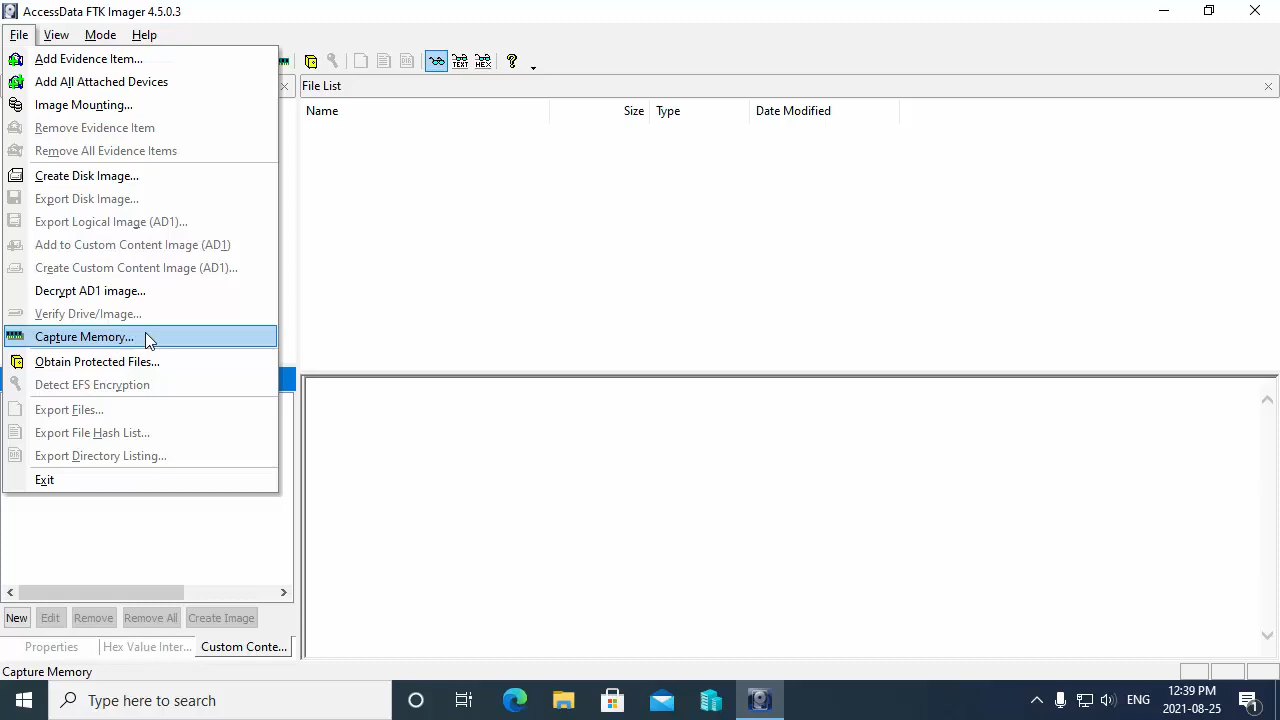 AccessData FTK Imager 4.5.0.3
File View Mode Help
Add Evidence Item...
Add All Attached Devices
Image Mounting...
Remove Evidence Item
Remove All Evidence Items
Create Disk Image...
Export Disk Image...
Export Logical Image (AD1)...
Add to Custom Content Image (AD1)
Create Custom Content Image (AD1)...
Decrypt AD1 image...
Verify Drive/Image...
Capture Memory...
Obtain Protected Files...
Detect EFS Encryption
Export Files...
Export File Hash List...
Export Directory Listing...
Exit
TEXT HEX
File List
Name Size Type Date Modified
New Edit Remove Remove All Create Image
Properties Hex Value Inter... Custom Conte...
Capture Memory
Type here to search
ENG
12:39 PM
2021-08-25
1